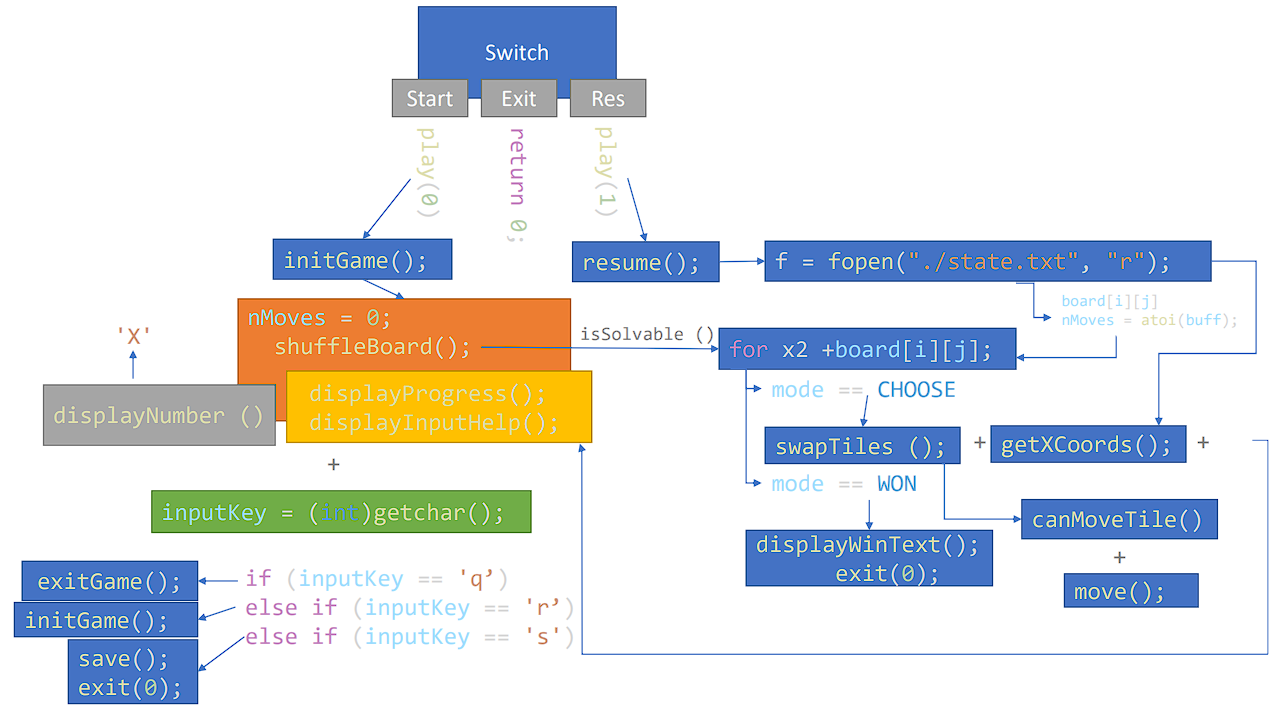 Switch
Start
Exit
Res
play(0)
return 0;
play(1)
initGame();
resume();
f = fopen("./state.txt", "r");
board[i][j]
nMoves = atoi(buff);
nMoves = 0;
shuffleBoard();
isSolvable ()
for x2 +board[i][j];
'X'
displayNumber ()
displayProgress();
displayInputHelp();
mode == CHOOSE
swapTiles ();
+
getXCoords();
+
+
mode == WON
inputKey = (int)getchar();
canMoveTile()
displayWinText();
exit(0);
+
move();
exitGame();
if (inputKey == 'q’)
initGame();
else if (inputKey == 'r’)
else if (inputKey == 's')
save();
exit(0);